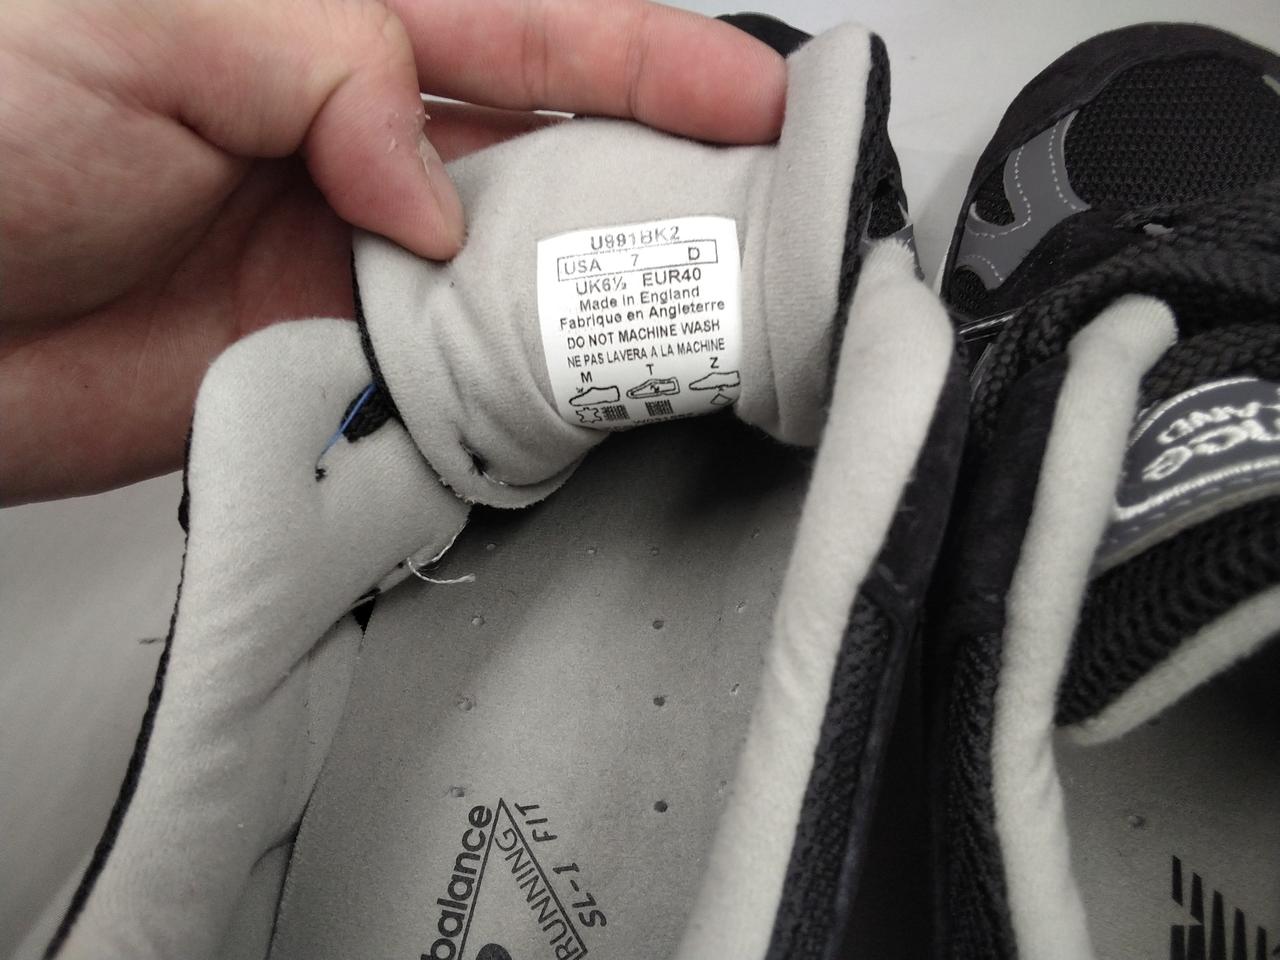 U991BK2
USA 7 D
UK6½ EUR40
Made in England
Fabrique en Angleterre
DO NOT MACHINE WASH
NE PAS LAVERA A LA MACHINE
M T Z
balance
RUNNING
SL-1 FIT